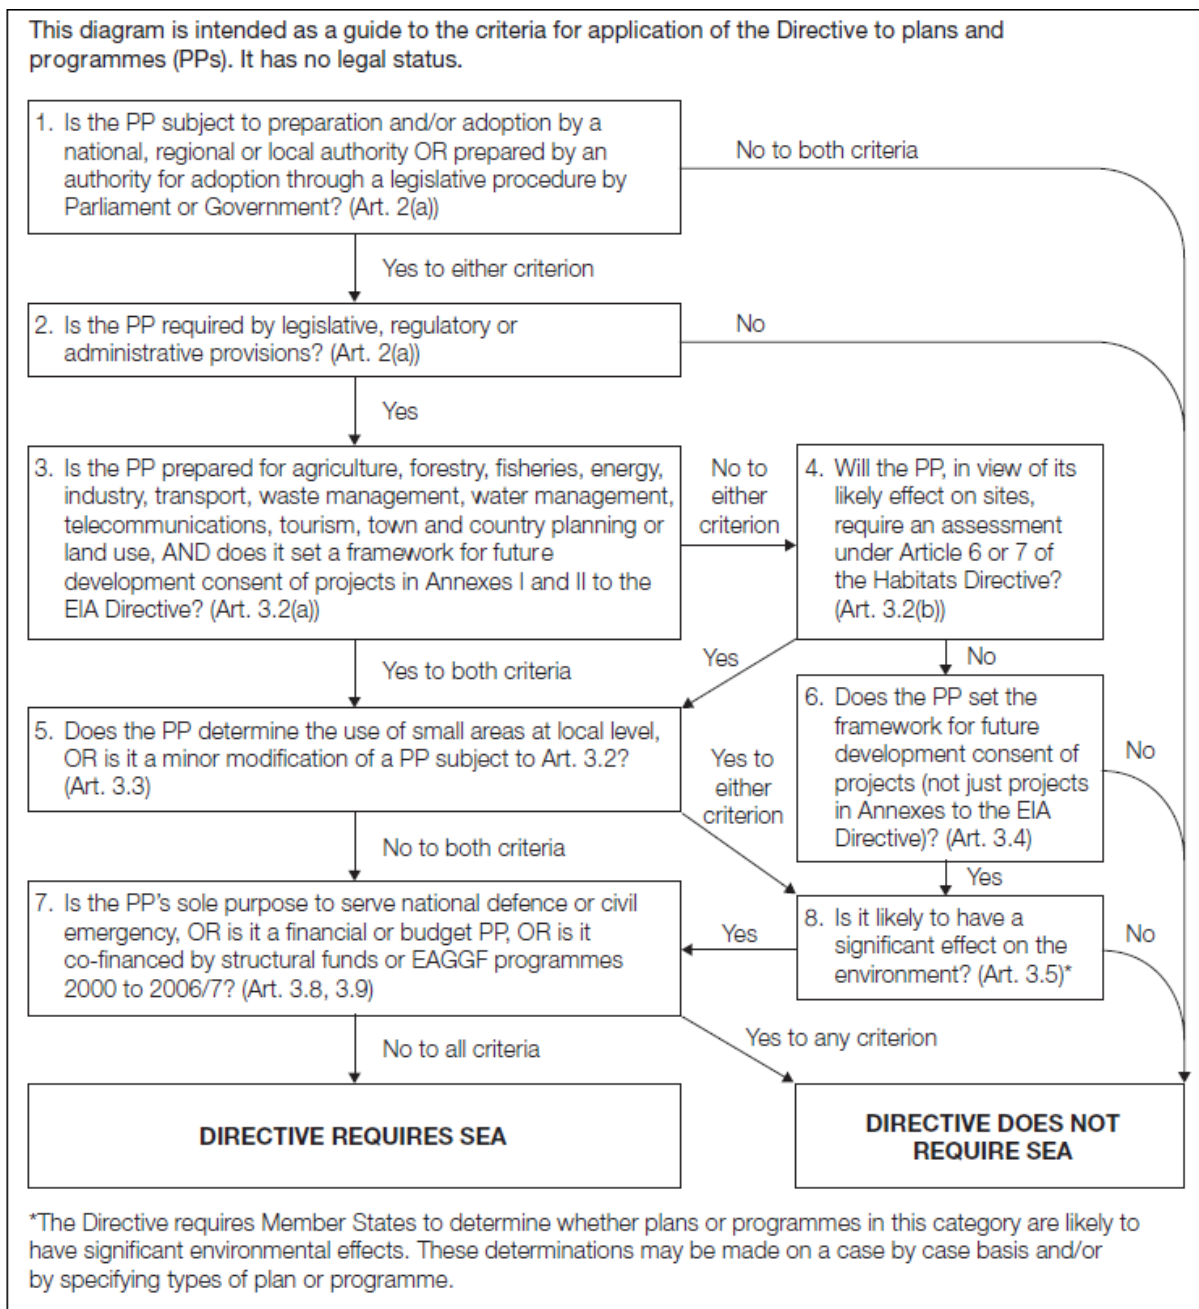 This diagram is intended as a guide to the criteria for application of the Directive to plans and
programmes (PPs). It has no legal status.
1. Is the PP subject to preparation and/or adoption by a
national, regional or local authority OR prepared by an
authority for adoption through a legislative procedure by
Parliament or Government? (Art. 2(a))
No to both criteria
Yes to either criterion
2. Is the PP required by legislative, regulatory or
administrative provisions? (Art. 2(a))
No
Yes
3. Is the PP prepared for agriculture, forestry, fisheries, energy,
industry, transport, waste management, water management,
telecommunications, tourism, town and country planning or
land use, AND does it set a framework for future
development consent of projects in Annexes I and II to the
EIA Directive? (Art. 3.2(a))
No to
either
criterion
4. Will the PP, in view of its
likely effect on sites,
require an assessment
under Article 6 or 7 of
the Habitats Directive?
(Art. 3.2(b))
Yes to both criteria
Yes
No
5. Does the PP determine the use of small areas at local level,
OR is it a minor modification of a PP subject to Art. 3.2?
(Art. 3.3)
Yes to
either
criterion
6. Does the PP set the
framework for future
development consent of
projects (not just projects
in Annexes to the EIA
Directive)? (Art. 3.4)
No
No to both criteria
Yes
7. Is the PP's sole purpose to serve national defence or civil
emergency, OR is it a financial or budget PP, OR is it
co-financed by structural funds or EAGGF programmes
2000 to 2006/7? (Art. 3.8, 3.9)
Yes
8. Is it likely to have a
significant effect on the
environment? (Art. 3.5)*
No
No to all criteria
Yes to any criterion
DIRECTIVE REQUIRES SEA
DIRECTIVE DOES NOT
REQUIRE SEA
*The Directive requires Member States to determine whether plans or programmes in this category are likely to
have significant environmental effects. These determinations may be made on a case by case basis and/or
by specifying types of plan or programme.